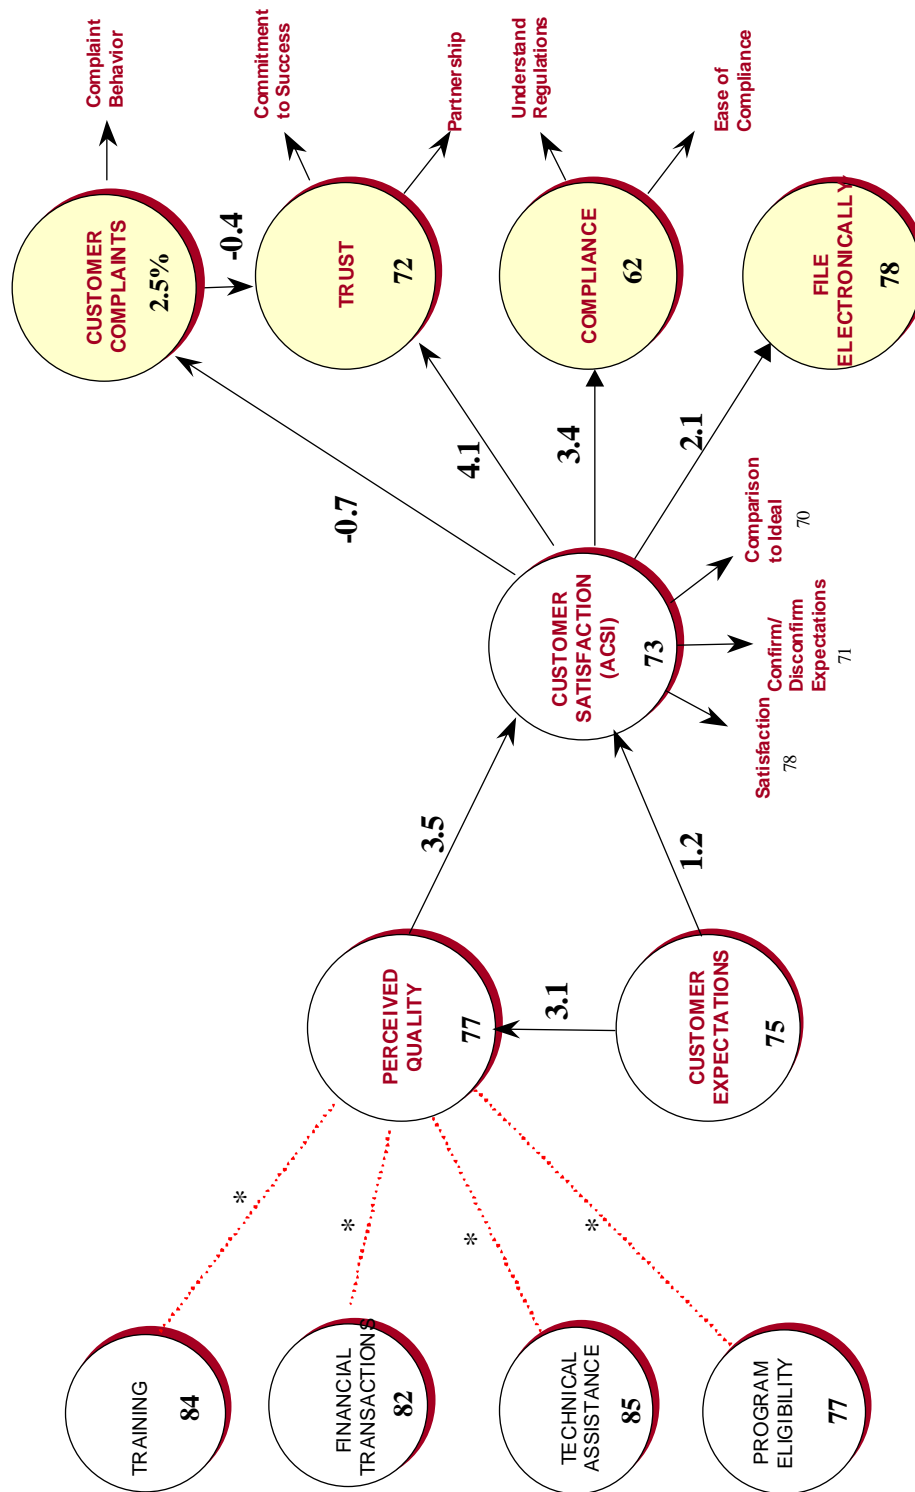 TRAINING
84
FINANCIAL
TRANSACTIONS
82
TECHNICAL
ASSISTANCE
85
PROGRAM
ELIGIBILITY
77
*
*
*
*
PERCEIVED
QUALITY
77
3.1
CUSTOMER
EXPECTATIONS
75
3.5
1.2
CUSTOMER
SATISFACTION
(ACSI)
73
Satisfaction
78
Confirm/
Disconfirm
Expectations
71
Comparison
to Ideal
70
-0.7
4.1
3.4
2.1
CUSTOMER
COMPLAINTS
2.5%
-0.4
TRUST
72
COMPLIANCE
62
FILE
ELECTRONICALLY
78
Complaint
Behavior
Commitment
to Success
Partnership
Understand
Regulations
Ease of
Compliance